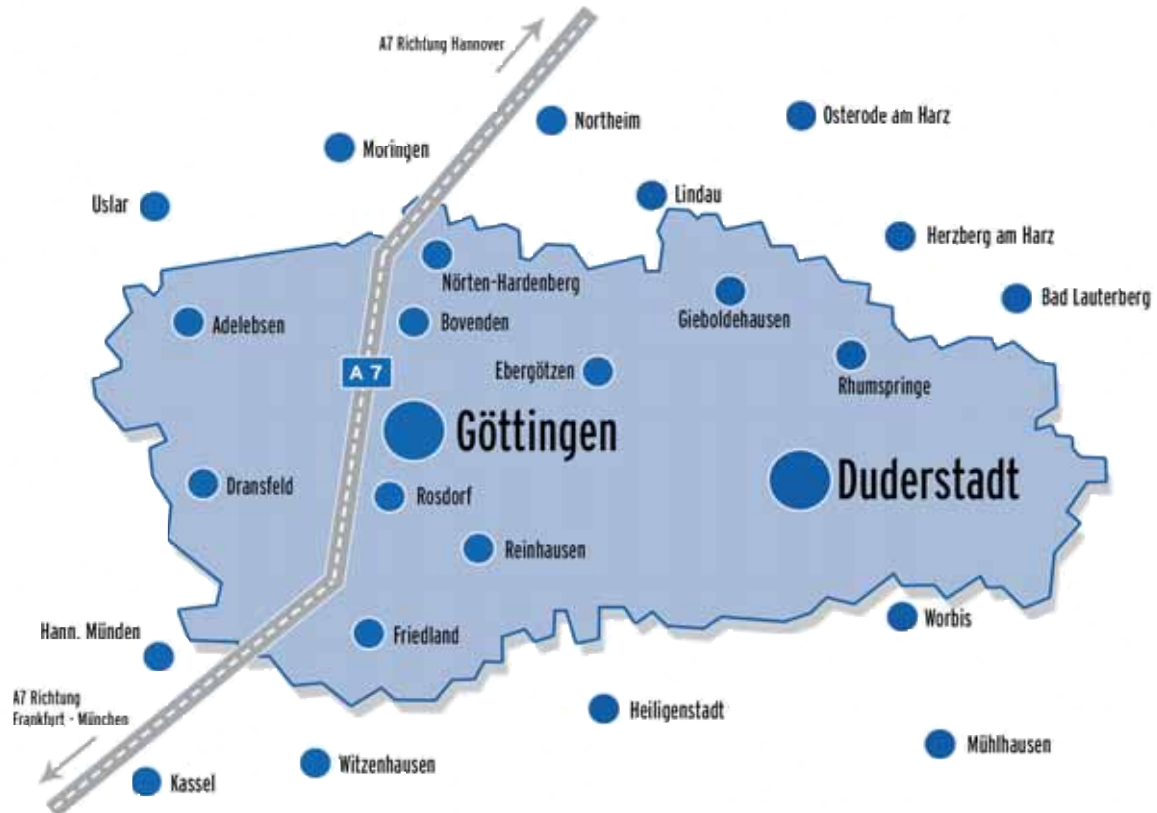 A7 Richtung Hannover
Northeim
Osterode am Harz
Moringen
Uslar
Lindau
Herzberg am Harz
Nörten-Hardenberg
Bad Lauterberg
Gieboldehausen
Adelebsen
Bovenden
A 7
Ebergötzen
Rhumspringe
Göttingen
Duderstadt
Dransfeld
Rosdorf
Reinhausen
Hann. Münden
Friedland
Worbis
A7 Richtung
Frankfurt - München
Heiligenstadt
Mühlhausen
Witzenhausen
Kassel